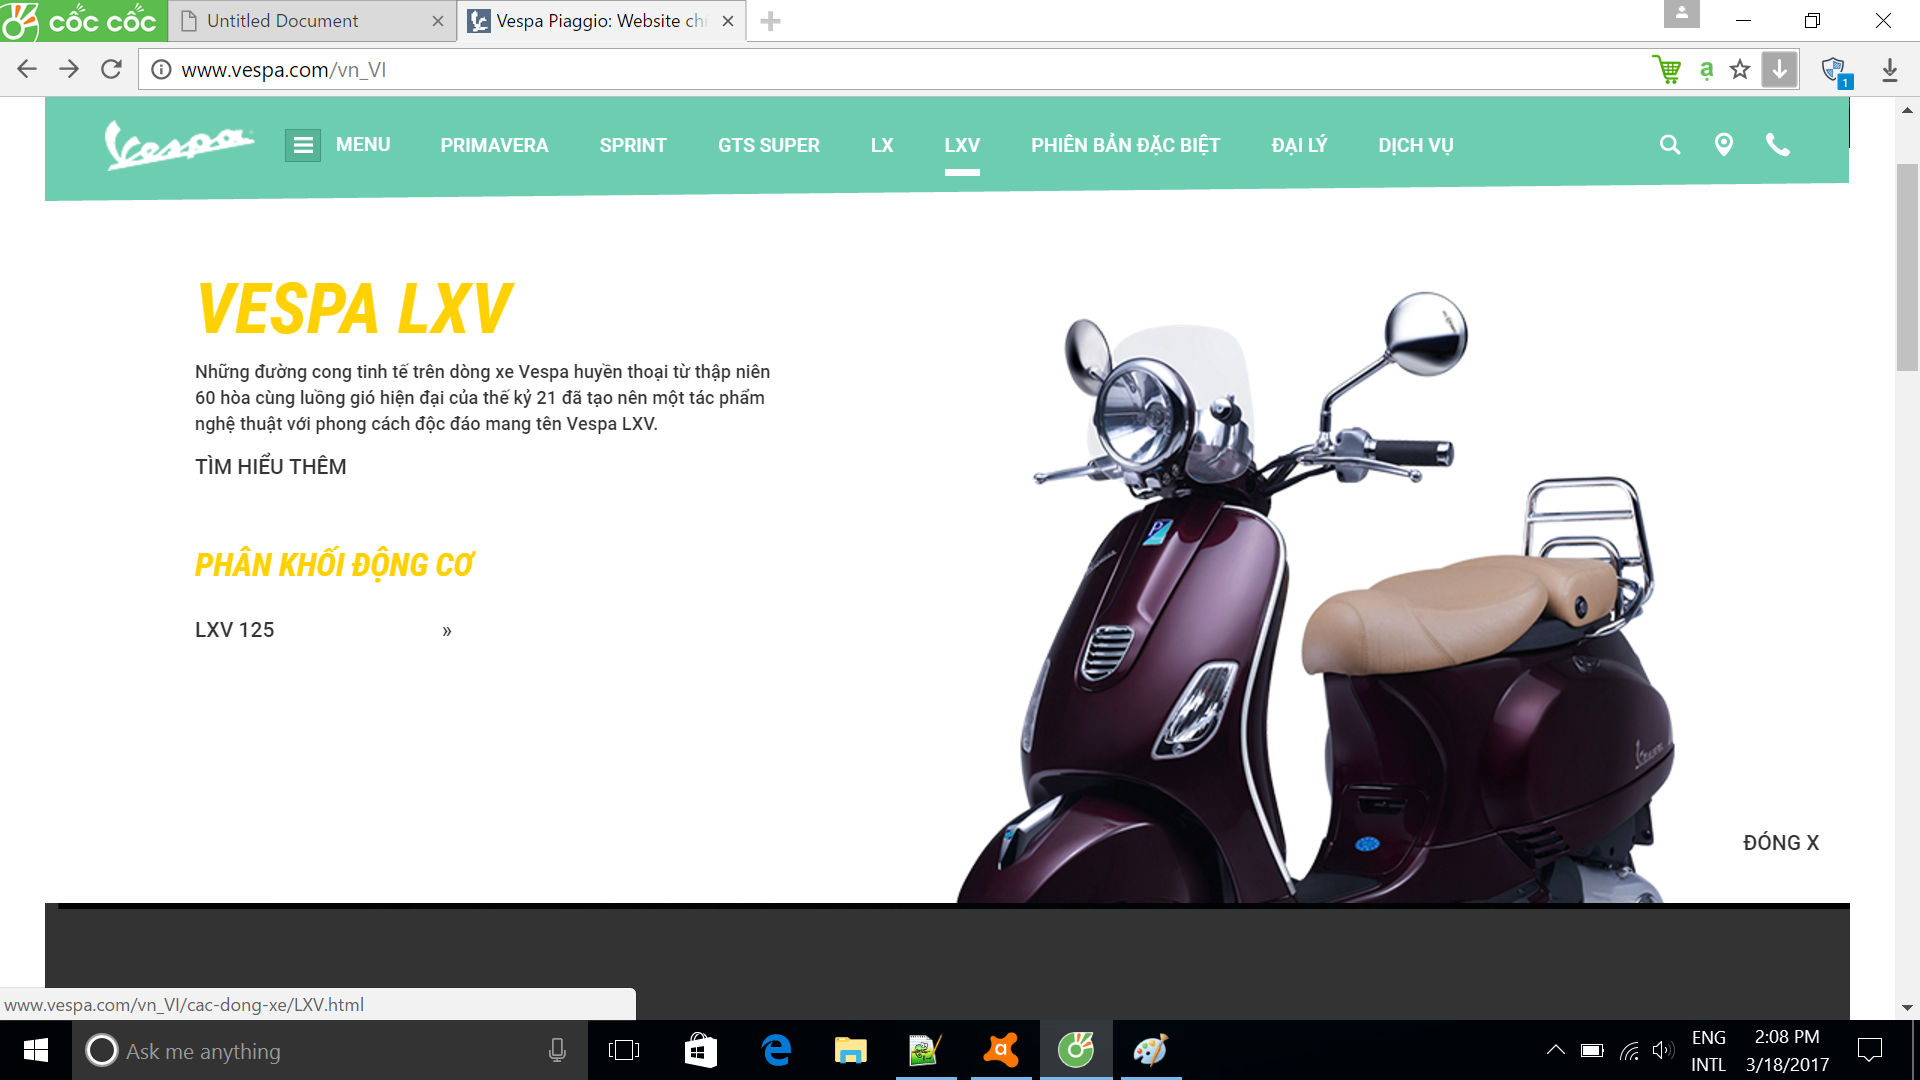 cốc cốc
Untitled Document
Vespa Piaggio: Website ch
www.vespa.com/vn_VI
1
Vespa
MENU
PRIMAVERA
SPRINT
GTS SUPER
LX
LXV
PHIÊN BẢN ĐẶC BIỆT
ĐẠI LÝ
DỊCH VỤ
VESPA LXV
Những đường cong tinh tế trên dòng xe Vespa huyền thoại từ thập niên
60 hòa cùng luồng gió hiện đại của thế kỷ 21 đã tạo nên một tác phẩm
nghệ thuật với phong cách độc đáo mang tên Vespa LXV.
TÌM HIỂU THÊM
PHÂN KHỐI ĐỘNG CƠ
LXV 125 »
ĐÓNG X
www.vespa.com/vn_VI/cac-dong-xe/LXV.html
Ask me anything
ENG
INTL
2:08 PM
3/18/2017